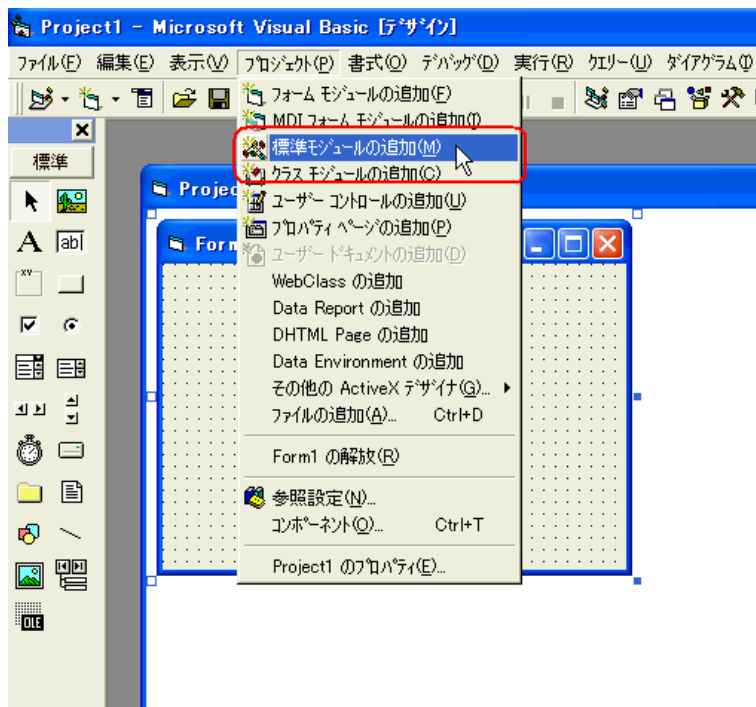 Project1 - Microsoft Visual Basic [ﾃﾞｻﾞｲﾝ]
ﾌｧｲﾙ(F) 編集(E) 表示(V) ﾌﾟﾛｼﾞｪｸﾄ(P) 書式(O) ﾃﾞﾊﾞｯｸﾞ(D) 実行(R) ｸｴﾘｰ(U) ﾀﾞｲｱｸﾞﾗﾑ(I
標準
ﾌｫｰﾑ ﾓｼﾞｭｰﾙの追加(F)
MDI ﾌｫｰﾑ ﾓｼﾞｭｰﾙの追加(I)
標準ﾓｼﾞｭｰﾙの追加(M)
ｸﾗｽ ﾓｼﾞｭｰﾙの追加(C)
Projec
ﾕｰｻﾞｰ ｺﾝﾄﾛｰﾙの追加(U)
ﾌﾟﾛﾊﾟﾃｨ ﾍﾟｰｼﾞの追加(P)
Form
ﾕｰｻﾞｰ ﾄﾞｷｭﾒﾝﾄの追加(D)
WebClass の追加
Data Report の追加
DHTML Page の追加
Data Environment の追加
その他の ActiveX ﾃﾞｻﾞｲﾅ(G)...
ﾌｧｲﾙの追加(A)... Ctrl+D
Form1 の解放(R)
参照設定(N)...
ｺﾝﾎﾟｰﾈﾝﾄ(O)... Ctrl+T
Project1 のﾌﾟﾛﾊﾟﾃｨ(E)...
A
ab
XY
OLE